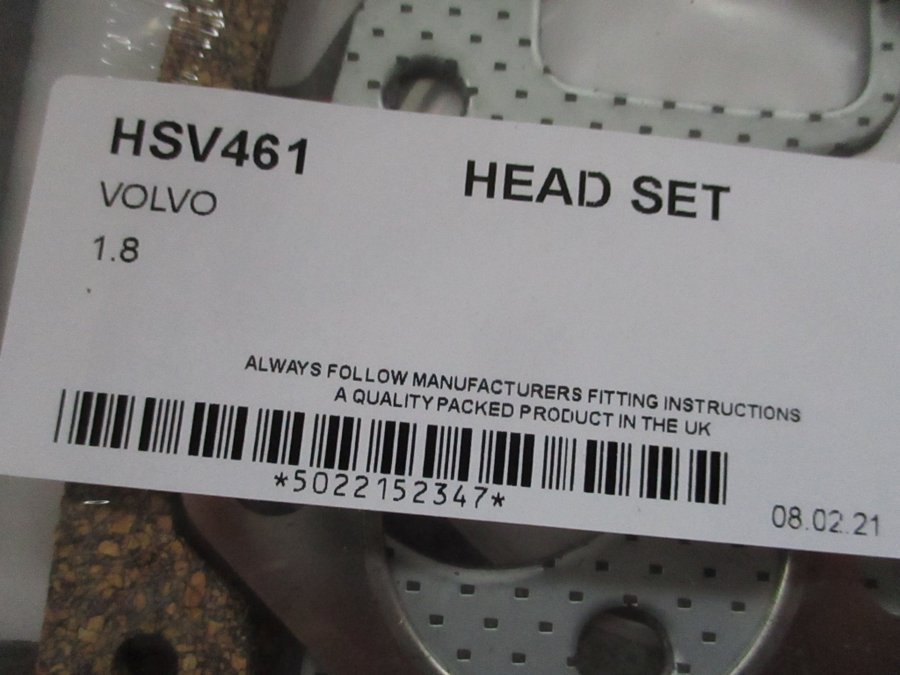 HSV461
HEAD SET
VOLVO
1.8
ALWAYS FOLLOW MANUFACTURERS FITTING INSTRUCTIONS
A QUALITY PACKED PRODUCT IN THE UK
*5022152347*
08.02.21